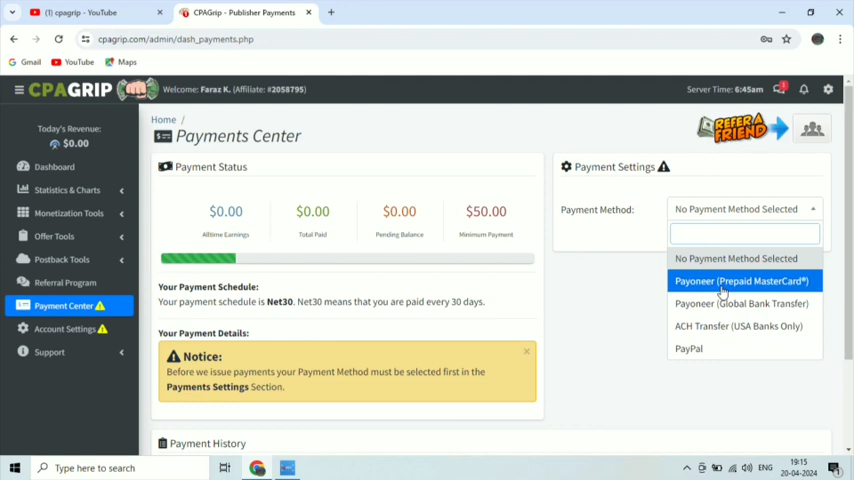 (1) cpagrip - YouTube
CPAGrip - Publisher Payments
cpagrip.com/admin/dash_payments.php
Gmail YouTube Maps
CPAGRIP Welcome: Faraz K. (Affiliate: #2058795) Server Time: 6:45am
Today's Revenue:
$0.00
Dashboard
Statistics & Charts
Monetization Tools
Offer Tools
Postback Tools
Referral Program
Payment Center
Account Settings
Support
Home /
Payments Center
REFER A FRIEND
Payment Status
$0.00 $0.00 $0.00 $50.00
Alltime Earnings Total Paid Pending Balance Minimum Payment
Your Payment Schedule:
Your payment schedule is Net30. Net30 means that you are paid every 30 days.
Your Payment Details:
Notice:
Before we issue payments your Payment Method must be selected first in the
Payments Settings Section.
Payment History
Payment Settings
Payment Method: No Payment Method Selected
No Payment Method Selected
Payoneer (Prepaid MasterCard®)
Payoneer (Global Bank Transfer)
ACH Transfer (USA Banks Only)
PayPal
Type here to search
ENG
19:15
20-04-2024